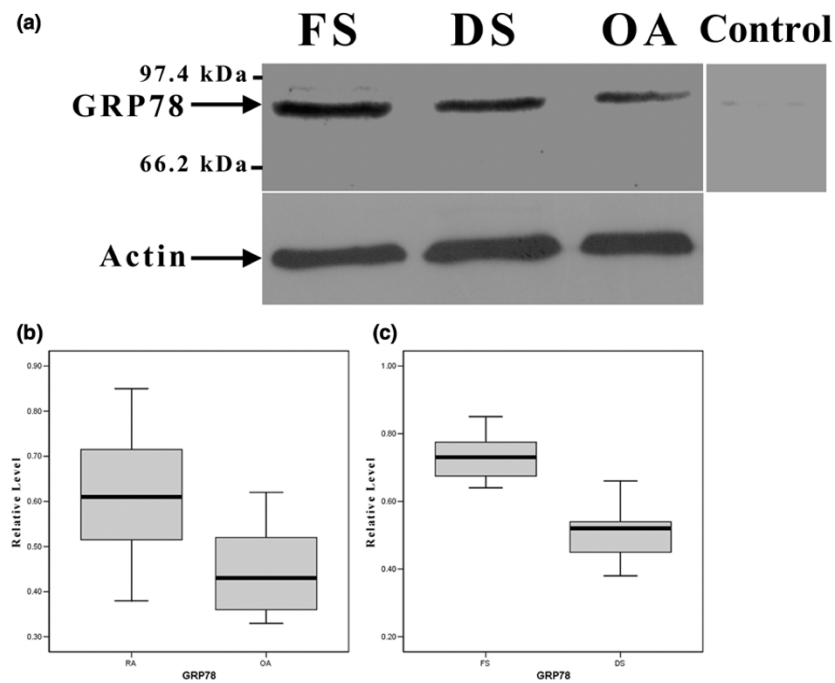 (a)
FS DS OA Control
97.4 kDa
GRP78
66.2 kDa
Actin
(b)
0.90
0.80
0.70
0.60
0.50
0.40
0.30
Relative Level
RA OA
GRP78
(c)
1.00
0.80
0.60
0.40
0.20
Relative Level
FS DS
GRP78